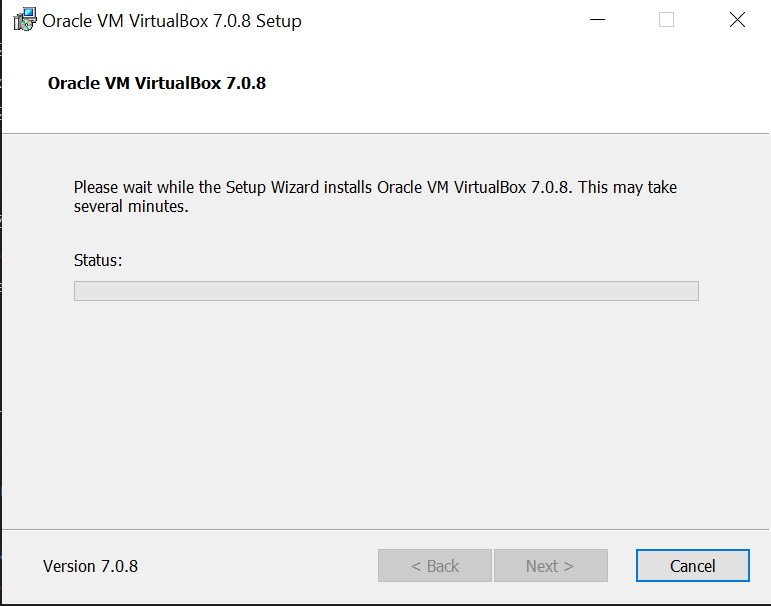 Oracle VM VirtualBox 7.0.8 Setup
Oracle VM VirtualBox 7.0.8
Please wait while the Setup Wizard installs Oracle VM VirtualBox 7.0.8. This may take
several minutes.
Status:
Version 7.0.8
< Back
Next >
Cancel